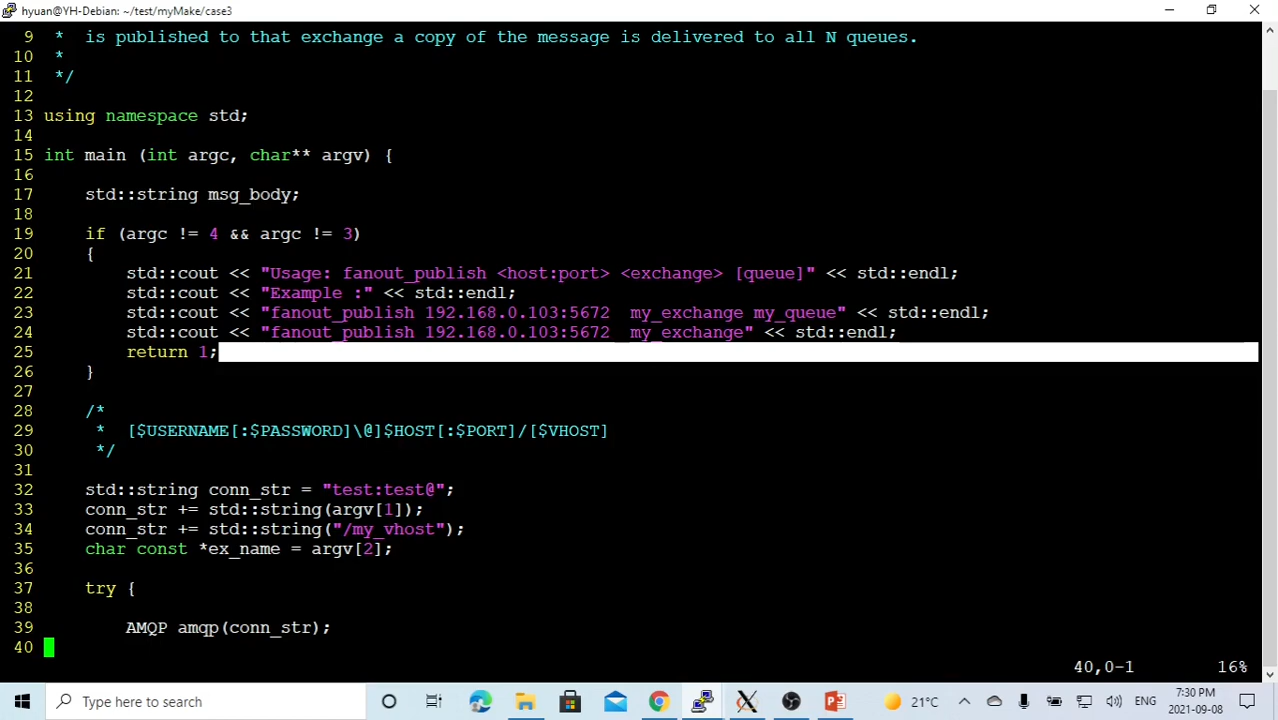 hyuan@YH-Debian: ~/test/myMake/case3
9  *  is published to that exchange a copy of the message is delivered to all N queues.
10  *
11  */
12
13 using namespace std;
14
15 int main (int argc, char** argv) {
16
17     std::string msg_body;
18
19     if (argc != 4 && argc != 3)
20     {
21         std::cout << "Usage: fanout_publish <host:port> <exchange> [queue]" << std::endl;
22         std::cout << "Example :" << std::endl;
23         std::cout << "fanout_publish 192.168.0.103:5672  my_exchange my_queue" << std::endl;
24         std::cout << "fanout_publish 192.168.0.103:5672  my_exchange" << std::endl;
25         return 1;
26     }
27
28     /*
29      *  [$USERNAME[:$PASSWORD]\@]$HOST[:$PORT]/[$VHOST]
30      */
31
32     std::string conn_str = "test:test@";
33     conn_str += std::string(argv[1]);
34     conn_str += std::string("/my_vhost");
35     char const *ex_name = argv[2];
36
37     try {
38
39         AMQP amqp(conn_str);
40
40,0-1          16%
Type here to search
21°C
ENG
7:30 PM
2021-09-08